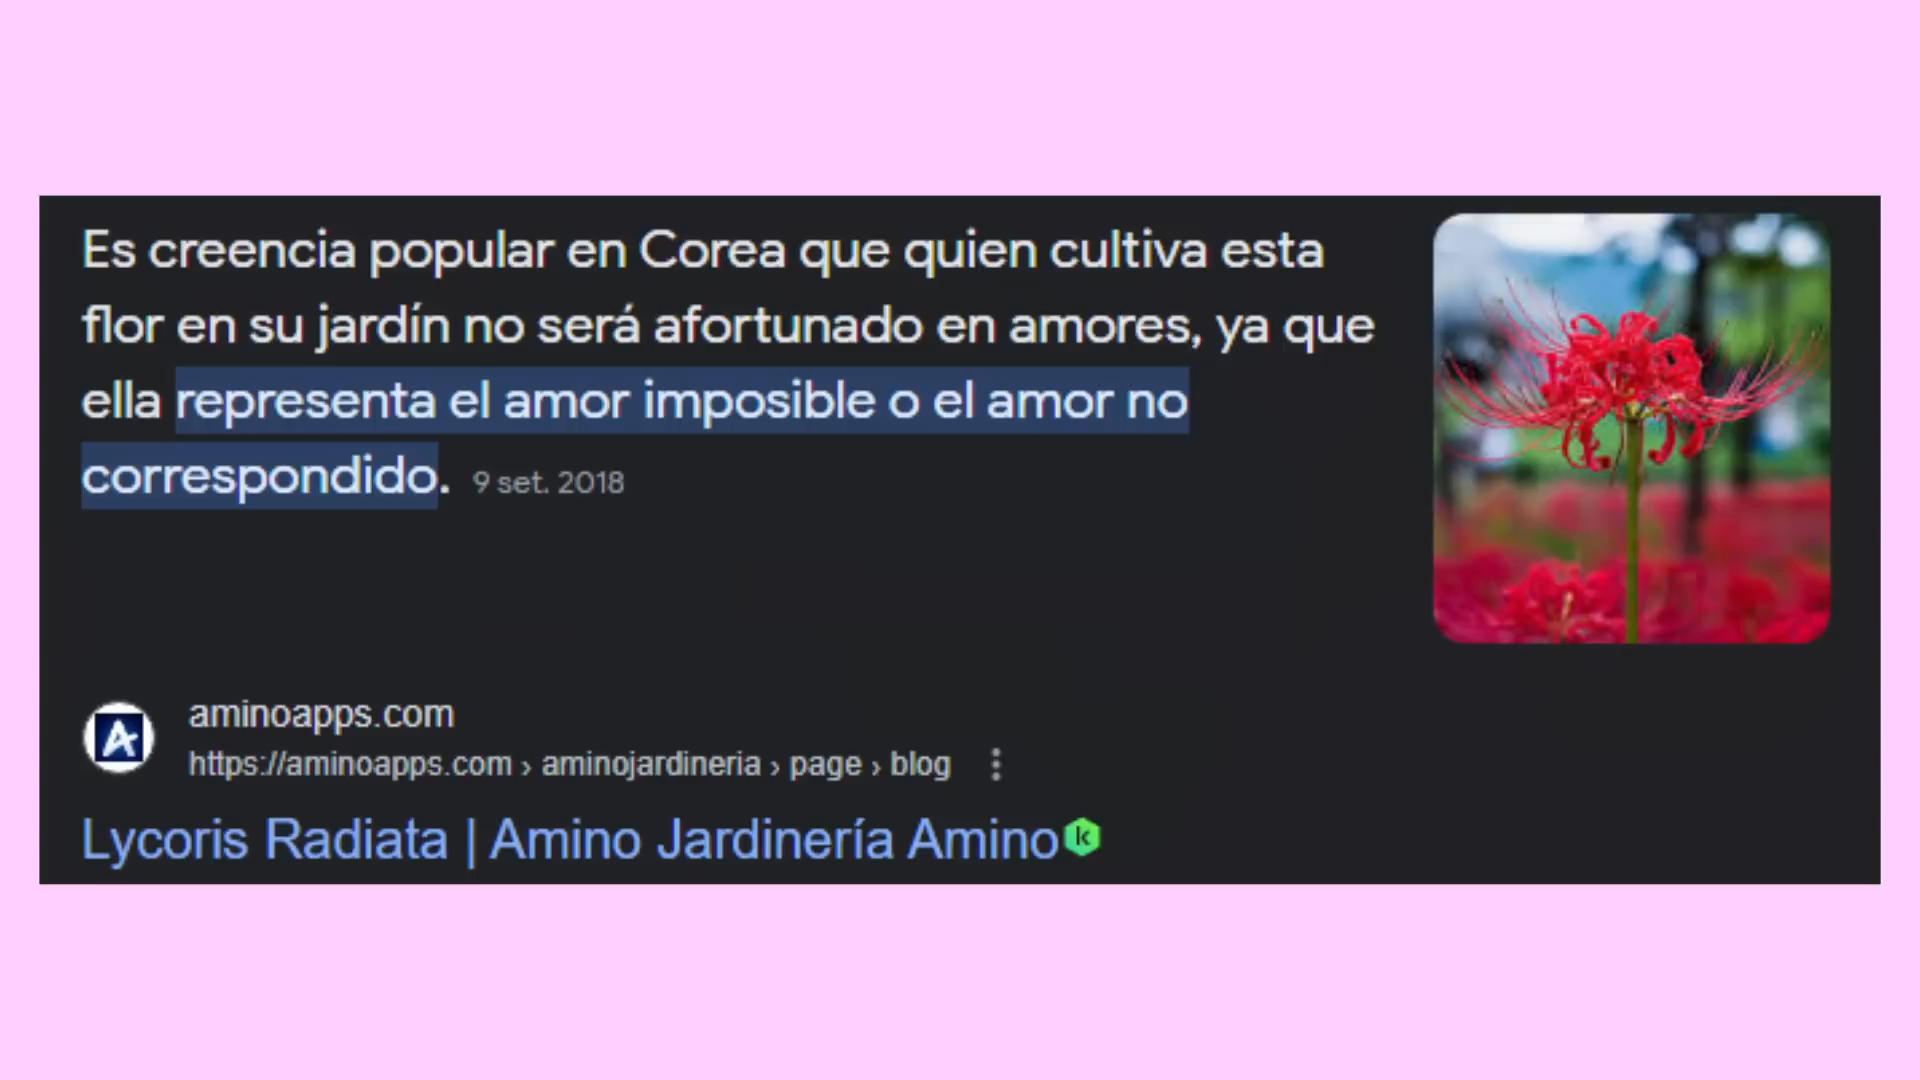 Es creencia popular en Corea que quien cultiva esta
flor en su jardín no será afortunado en amores, ya que
ella representa el amor imposible o el amor no
correspondido. 9 set. 2018
aminoapps.com
https://aminoapps.com › aminojardineria › page › blog
Lycoris Radiata | Amino Jardinería Amino